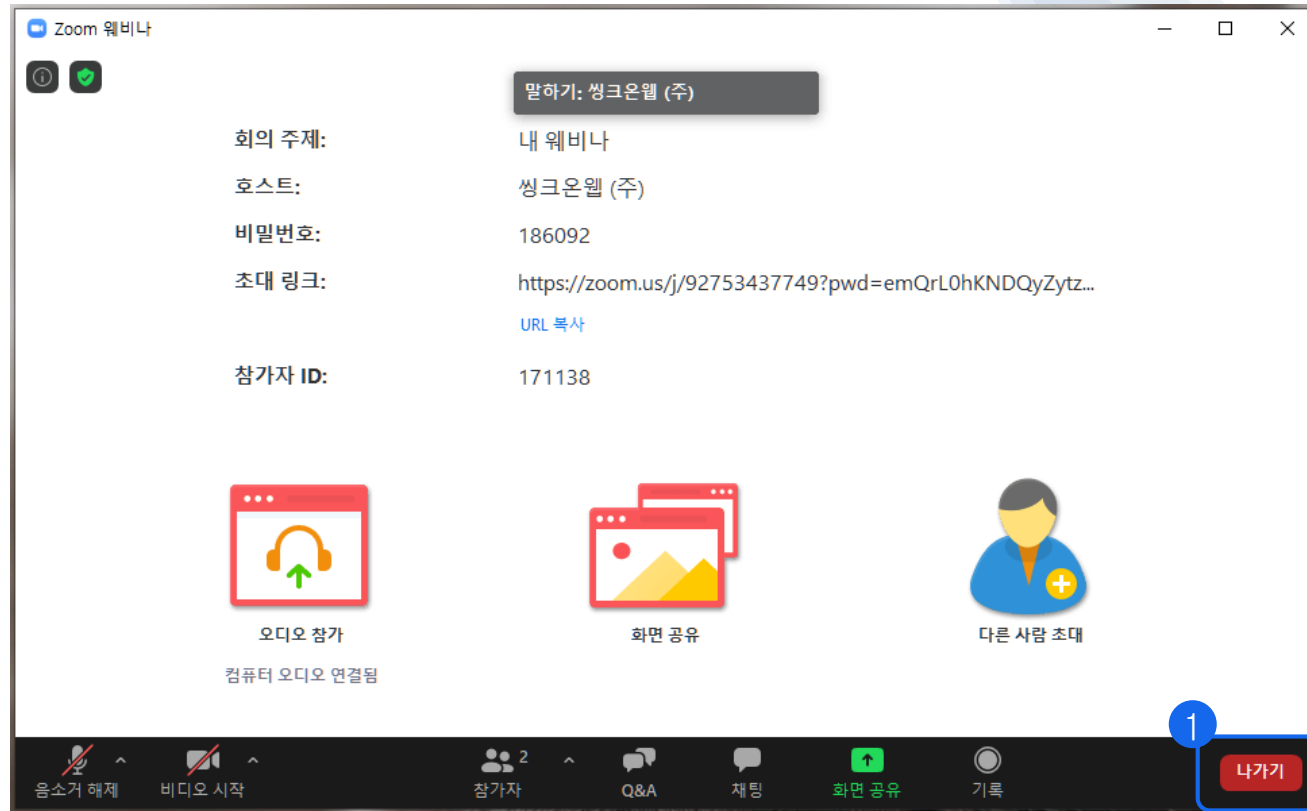 Zoom 웨비나
말하기: 씽크온웹 (주)
회의 주제: 내 웨비나
호스트: 씽크온웹 (주)
비밀번호: 186092
초대 링크: https://zoom.us/j/92753437749?pwd=emQrL0hKNDQyZytz...
URL 복사
참가자 ID: 171138
오디오 참가 화면 공유 다른 사람 초대
컴퓨터 오디오 연결됨
1
음소거 해제 비디오 시작 참가자 2 Q&A 채팅 화면 공유 기록 나가기